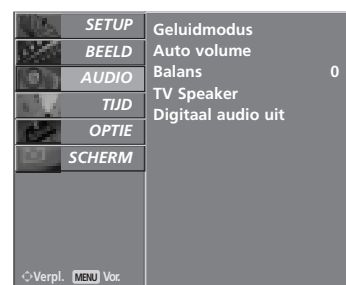 SETUP
BEELD
AUDIO
TIJD
OPTIE
SCHERM
Geluidmodus
Auto volume
Balans 0
TV Speaker
Digitaal audio uit
Verpl. MENU Vor.